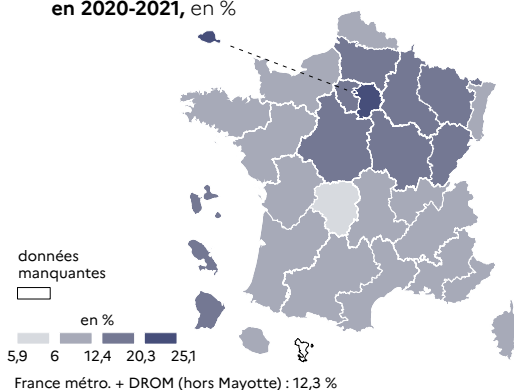 en 2020-2021, en %
données
manquantes
en %
5,9 6 12,4 20,3 25,1
France métro. + DROM (hors Mayotte) : 12,3 %